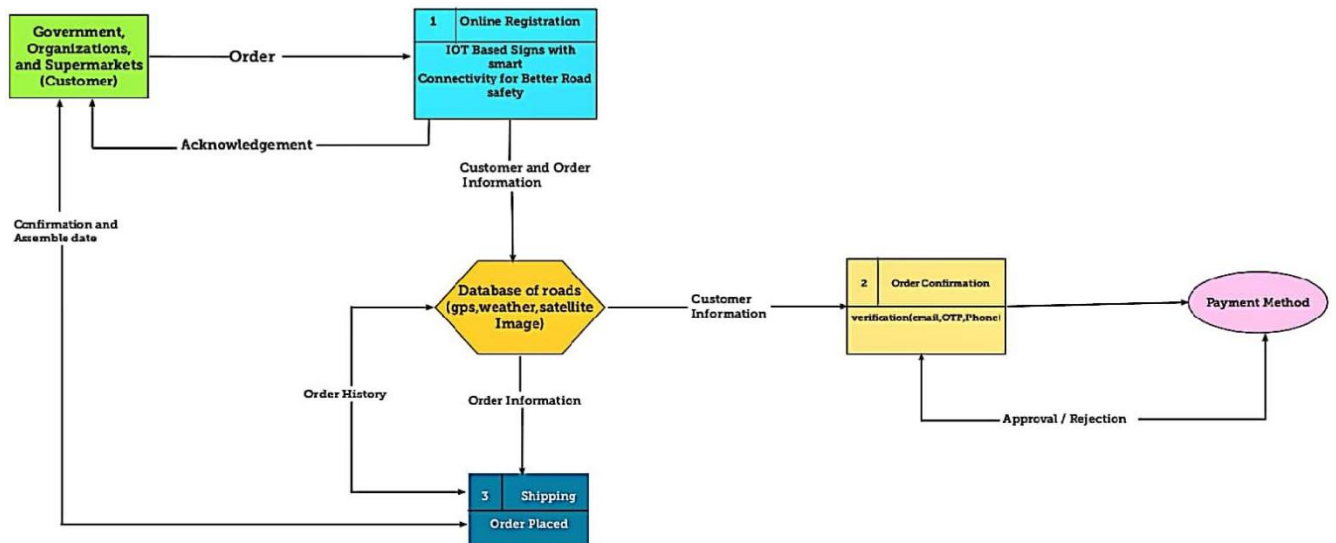 Government,
Organizations,
and Supermarkets
(Customer)
Order
1 Online Registration
IOT Based Signs with
smart
Connectivity for Better Road
safety
Acknowledgement
Customer and Order
Information
Confirmation and
Assemble date
Database of roads
(gps,weather,satellite
Image)
Customer
Information
2 Order Confirmation
verification(email,OTP,Phone)
Payment Method
Order History
Order Information
Approval / Rejection
3 Shipping
Order Placed